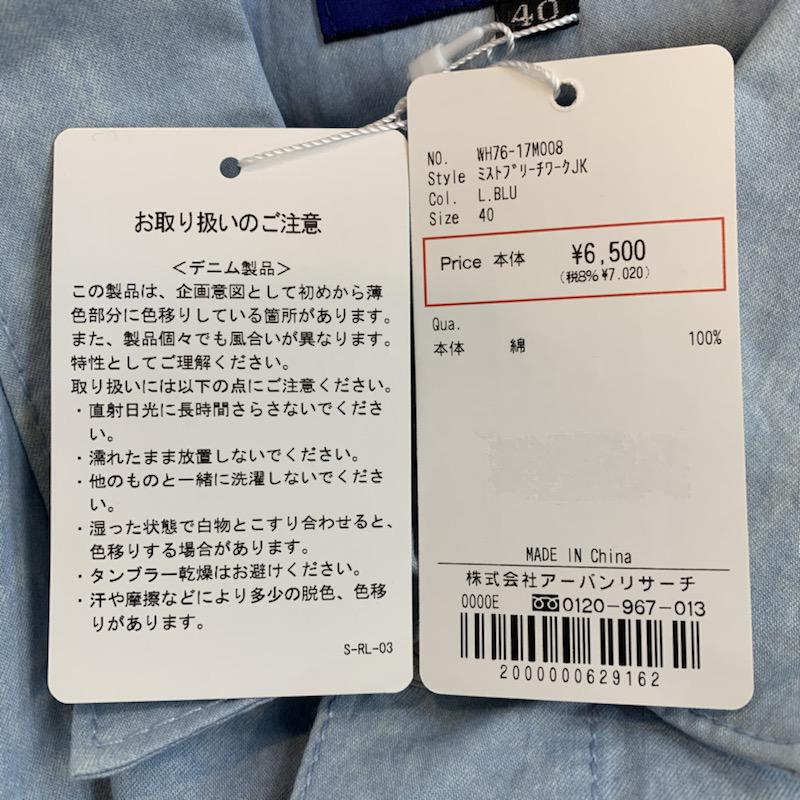 40
お取り扱いのご注意
＜デニム製品＞
この製品は、企画意図として初めから薄
色部分に色移りしている箇所があります。
また、製品個々でも風合いが異なります。
特性としてご理解ください。
取り扱いには以下の点にご注意ください。
・直射日光に長時間さらさないでくださ
い。
・濡れたまま放置しないでください。
・他のものと一緒に洗濯しないでくださ
い。
・湿った状態で白物とこすり合わせると、
色移りする場合があります。
・タンブラー乾燥はお避けください。
・汗や摩擦などにより多少の脱色、色移
りがあります。
S-RL-03
NO. WH76-17M008
Style ﾐｽﾄﾌﾞﾘｰﾁﾜｰｸJK
Col. L.BLU
Size 40
Price 本体 ¥6,500
(税8% ¥7.020)
Qua.
本体 綿 100%
MADE IN China
株式会社アーバンリサーチ
0000E 0120-967-013
2000000629162